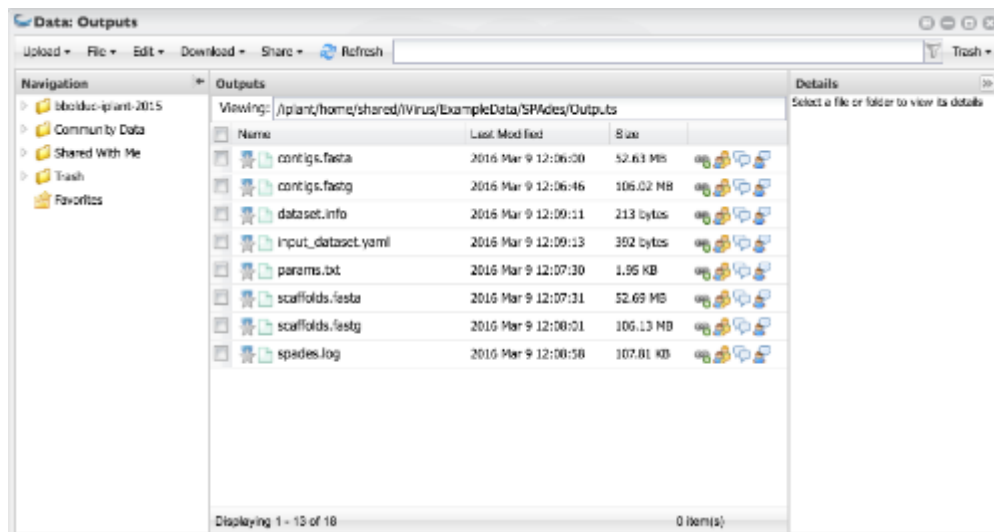 Data: Outputs
Upload File Edit Download Share Refresh Trash
Navigation
bbolduc-iplant-2015
Community Data
Shared With Me
Trash
Favorites
Outputs
Viewing: /iplant/home/shared/iVirus/ExampleData/SPAdes/Outputs
Name Last Modified Size
contigs.fasta 2016 Mar 9 12:06:00 52.63 MB
contigs.fastg 2016 Mar 9 12:06:46 106.02 MB
dataset.info 2016 Mar 9 12:09:11 213 bytes
input_dataset.yaml 2016 Mar 9 12:09:13 392 bytes
params.txt 2016 Mar 9 12:07:30 1.95 KB
scaffolds.fasta 2016 Mar 9 12:07:31 52.69 MB
scaffolds.fastg 2016 Mar 9 12:08:01 106.13 MB
spades.log 2016 Mar 9 12:08:58 107.81 KB
Displaying 1 - 13 of 18 0 item(s)
Details
Select a file or folder to view its details